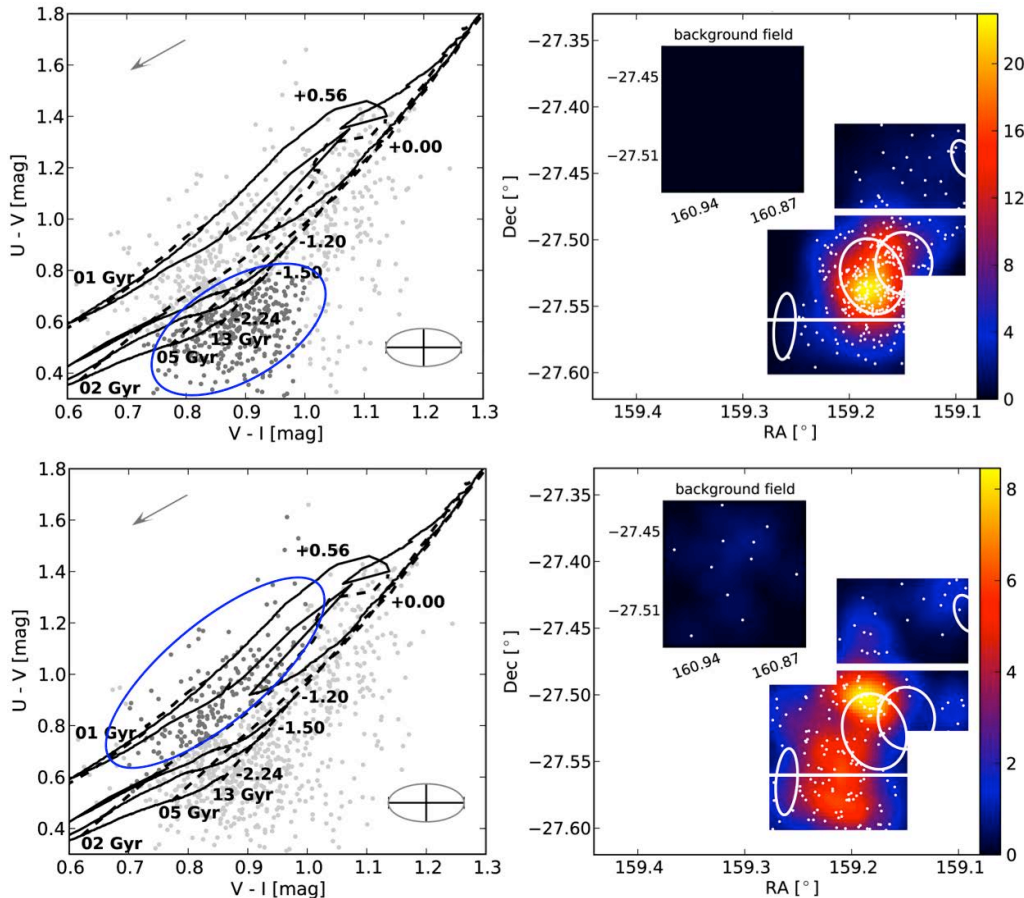 1.8
1.6
1.4
1.2
1.0
0.8
0.6
0.4
U - V [mag]
+0.56
+0.00
-1.20
-1.50
-2.24
01 Gyr
13 Gyr
05 Gyr
02 Gyr
0.6 0.7 0.8 0.9 1.0 1.1 1.2 1.3
V - I [mag]
−27.35
−27.40
−27.45
−27.50
−27.55
−27.60
Dec [°]
background field
−27.45
−27.51
160.94 160.87
159.4 159.3 159.2 159.1
RA [°]
20
16
12
8
4
0
1.8
1.6
1.4
1.2
1.0
0.8
0.6
0.4
U - V [mag]
+0.56
+0.00
-1.20
-1.50
-2.24
01 Gyr
13 Gyr
05 Gyr
02 Gyr
0.6 0.7 0.8 0.9 1.0 1.1 1.2 1.3
V - I [mag]
−27.35
−27.40
−27.45
−27.50
−27.55
−27.60
Dec [°]
background field
−27.45
−27.51
160.94 160.87
159.4 159.3 159.2 159.1
RA [°]
8
7
6
5
4
3
2
1
0